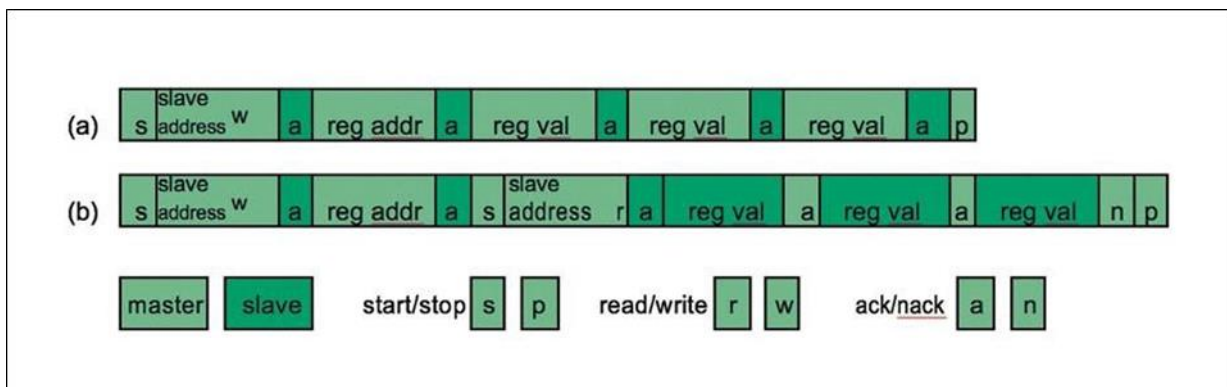 (a) s slave address w a reg addr a reg val a reg val a reg val a p
(b) s slave address w a reg addr a s slave address r a reg val a reg val a reg val n p
master slave start/stop s p read/write r w ack/nack a n